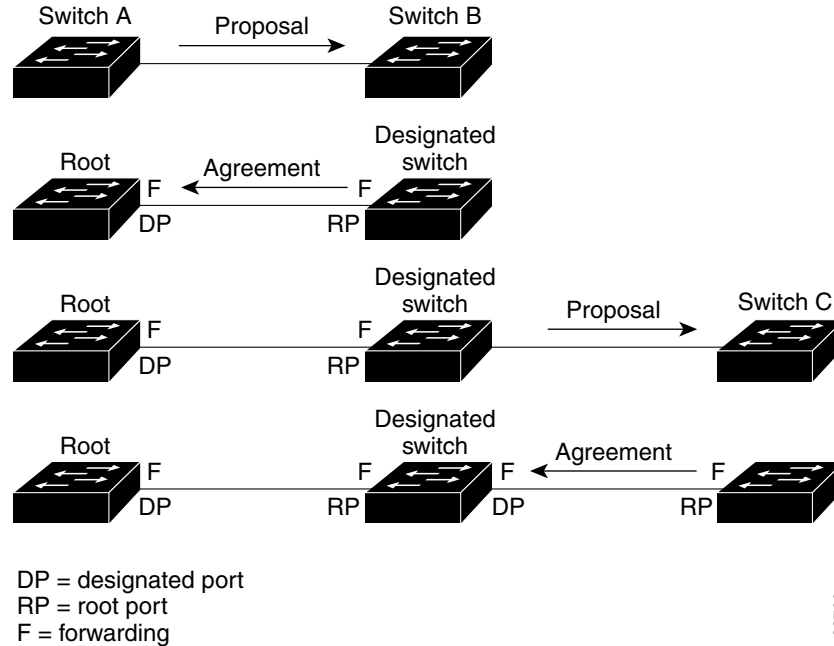 Switch A
Proposal
Switch B
Root
F
Agreement
F
Designated
switch
DP
RP
Root
F
F
Designated
switch
Proposal
Switch C
DP
RP
Root
F
F
Designated
switch
F
Agreement
F
DP
RP
DP
RP
DP = designated port
RP = root port
F = forwarding